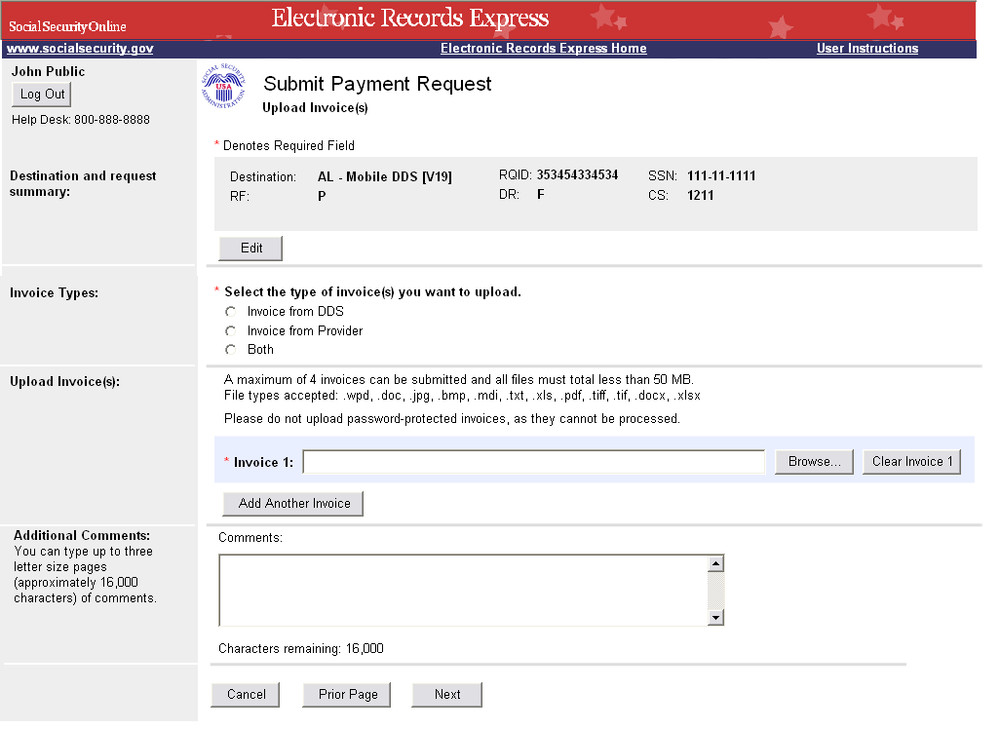 Social Security Online
Electronic Records Express
www.socialsecurity.gov
Electronic Records Express Home
User Instructions
John Public
Log Out
Help Desk: 800-888-8888
SOCIAL SECURITY
USA
ADMINISTRATION
Submit Payment Request
Upload Invoice(s)
* Denotes Required Field
Destination and request
summary:
Destination: AL - Mobile DDS [V19] RQID: 353454334534 SSN: 111-11-1111
RF: P DR: F CS: 1211
Edit
Invoice Types:
* Select the type of invoice(s) you want to upload.
Invoice from DDS
Invoice from Provider
Both
Upload Invoice(s):
A maximum of 4 invoices can be submitted and all files must total less than 50 MB.
File types accepted: .wpd, .doc, .jpg, .bmp, .mdi, .txt, .xls, .pdf, .tiff, .tif, .docx, .xlsx
Please do not upload password-protected invoices, as they cannot be processed.
* Invoice 1: Browse... Clear Invoice 1
Add Another Invoice
Additional Comments:
You can type up to three
letter size pages
(approximately 16,000
characters) of comments.
Comments:
Characters remaining: 16,000
Cancel Prior Page Next